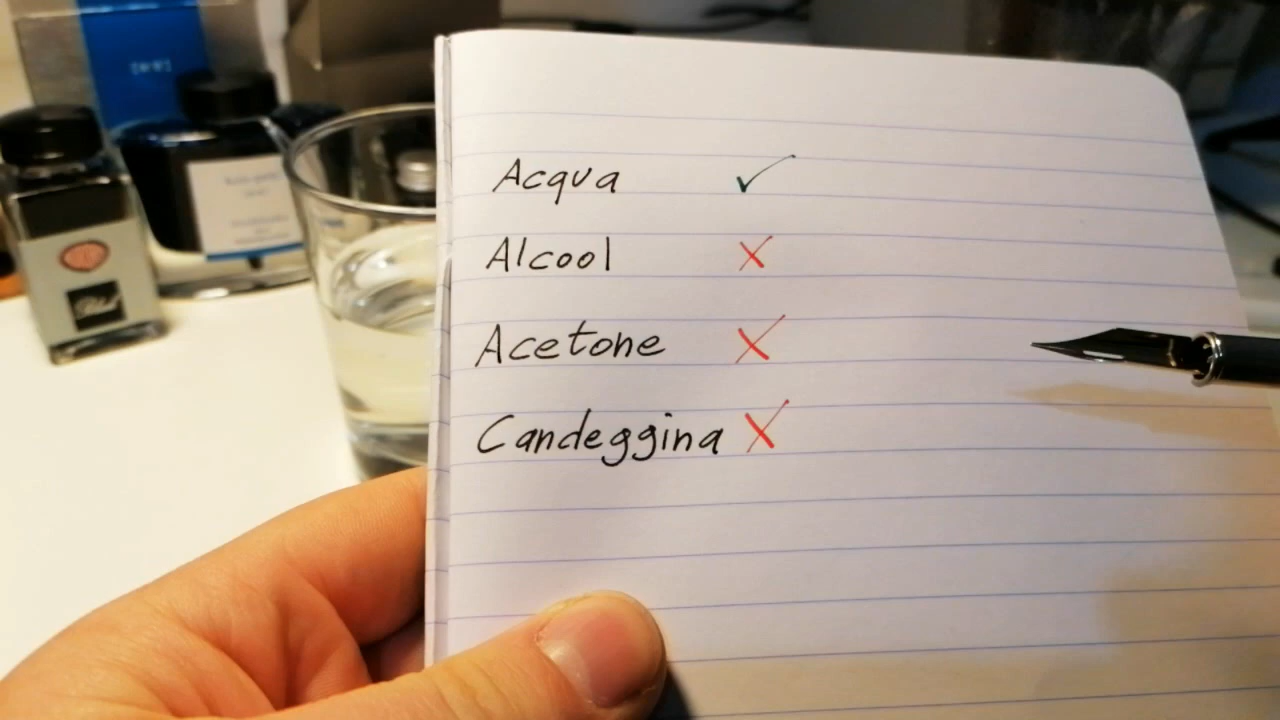 Acqua ✓
Alcool X
Acetone X
Candeggina X